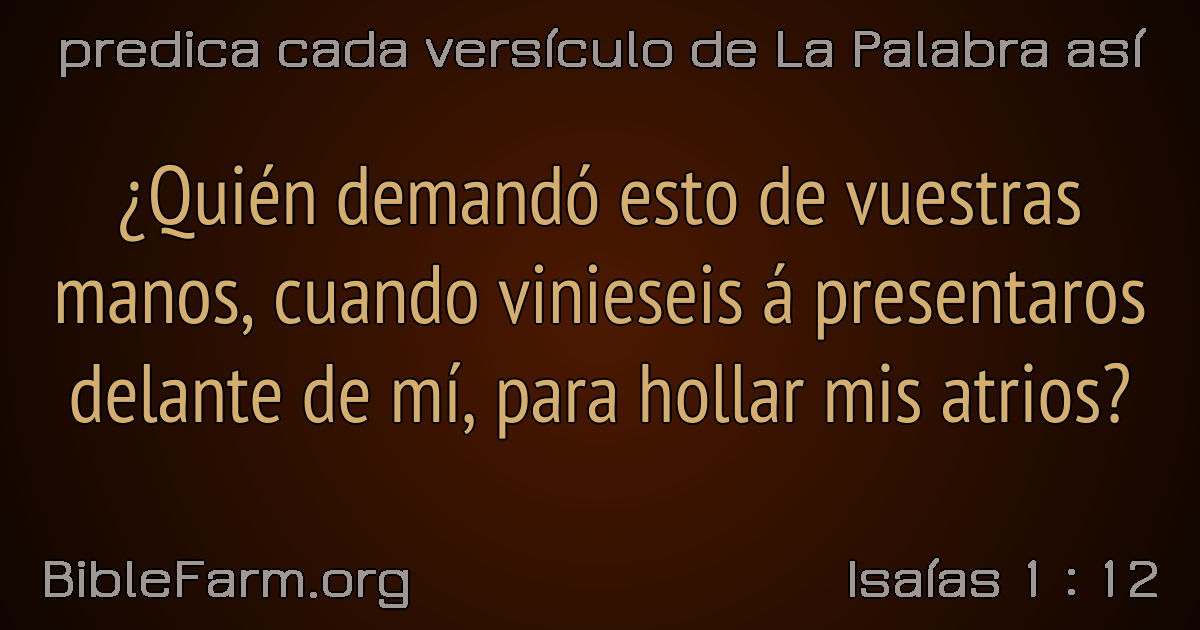 predica cada versículo de La Palabra así
¿Quién demandó esto de vuestras
manos, cuando vinieseis á presentaros
delante de mí, para hollar mis atrios?
BibleFarm.org
Isaías 1 : 12